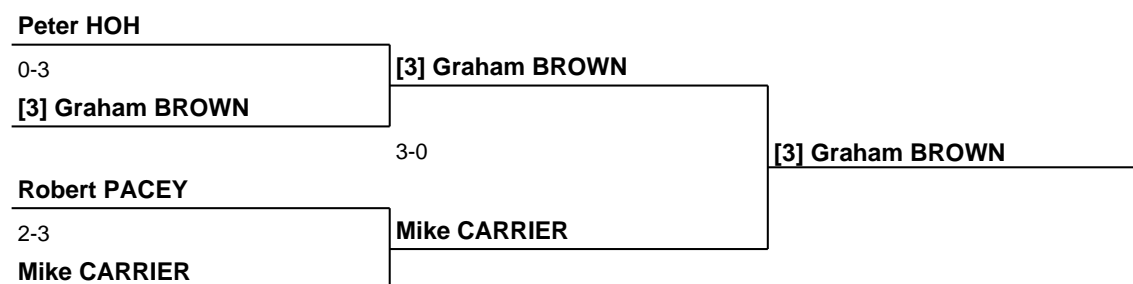 Peter HOH
0-3
[3] Graham BROWN
[3] Graham BROWN
3-0
[3] Graham BROWN
Robert PACEY
2-3
Mike CARRIER
Mike CARRIER